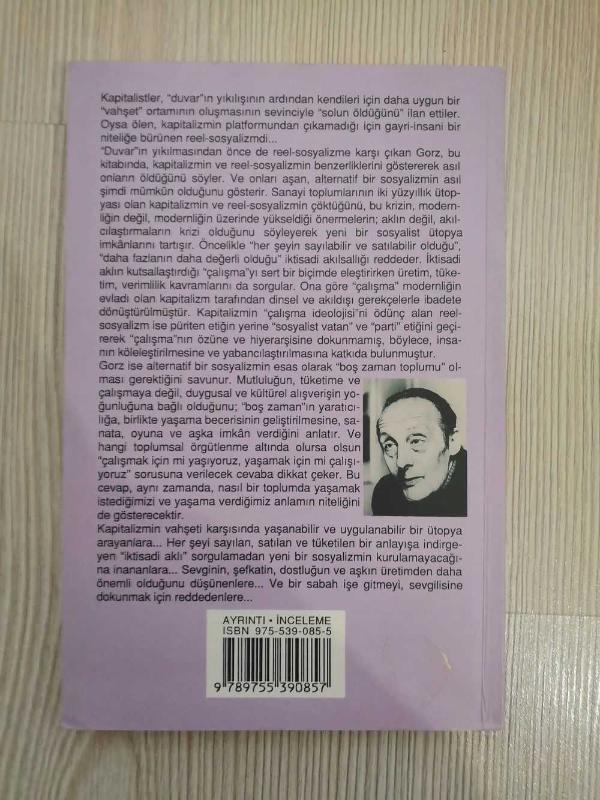 Kapitalistler, "duvar"ın yıkılışının ardından kendileri için daha uygun bir
"vahşet" ortamının oluşmasının sevinciyle "solun öldüğünü" ilan ettiler.
Oysa ölen, kapitalizmin platformundan çıkamadığı için gayri-insani bir
niteliğe bürünen reel-sosyalizmdi...
"Duvar"ın yıkılmasından önce de reel-sosyalizme karşı çıkan Gorz, bu
kitabında, kapitalizmin ve reel-sosyalizmin benzerliklerini göstererek asıl
onların öldüğünü söyler. Ve onları aşan, alternatif bir sosyalizmin asıl
şimdi mümkün olduğunu gösterir. Sanayi toplumlarının iki yüzyıllık ütop-
yası olan kapitalizmin ve reel-sosyalizmin çöktüğünü, bu krizin, modern-
liğin değil, modernliğin üzerinde yükseldiği önermelerin; aklın değil, akıl-
cılaştırmaların krizi olduğunu söyleyerek yeni bir sosyalist ütopya
imkânlarını tartışır. Öncelikle "her şeyin sayılabilir ve satılabilir olduğu",
"daha fazlanın daha değerli olduğu" iktisadi akılsallığı reddeder. İktisadi
aklın kutsallaştırdığı "çalışma"yı sert bir biçimde eleştirirken üretim, tüke-
tim, verimlilik kavramlarını da sorgular. Ona göre "çalışma" modernliğin
evladı olan kapitalizm tarafından dinsel ve akıldışı gerekçelerle ibadete
dönüştürülmüştür. Kapitalizmin "çalışma ideolojisi"ni ödünç alan reel-
sosyalizm ise püriten etiğin yerine "sosyalist vatan" ve "parti" etiğini geçi-
rerek "çalışma"nın özüne ve hiyerarşisine dokunmamış, böylece, insa-
nın köleleştirilmesine ve yabancılaştırılmasına katkıda bulunmuştur.
Gorz ise alternatif bir sosyalizmin esas olarak "boş zaman toplumu" ol-
ması gerektiğini savunur. Mutluluğun, tüketime ve
çalışmaya değil, duygusal ve kültürel alışverişin yo-
ğunluğuna bağlı olduğunu; "boş zaman"ın yaratıcı-
lığa, birlikte yaşama becerisinin geliştirilmesine, sa-
nata, oyuna ve aşka imkân verdiğini anlatır. Ve
hangi toplumsal örgütlenme altında olursa olsun
"çalışmak için mi yaşıyoruz, yaşamak için mi çalışı-
yoruz" sorusuna verilecek cevaba dikkat çeker. Bu
cevap, aynı zamanda, nasıl bir toplumda yaşamak
istediğimizi ve yaşama verdiğimiz anlamın niteliğini
de gösterecektir.
Kapitalizmin vahşeti karşısında yaşanabilir ve uygulanabilir bir ütopya
arayanlara... Her şeyi sayılan, satılan ve tüketilen bir anlayışa indirge-
yen "iktisadi aklı" sorgulamadan yeni bir sosyalizmin kurulamayacağı-
na inananlara... Sevginin, şefkatin, dostluğun ve aşkın üretimden daha
önemli olduğunu düşünenlere... Ve bir sabah işe gitmeyi, sevgilisine
dokunmak için reddedenlere...
AYRINTI • İNCELEME
ISBN 975-539-085-5
9 789755 390857